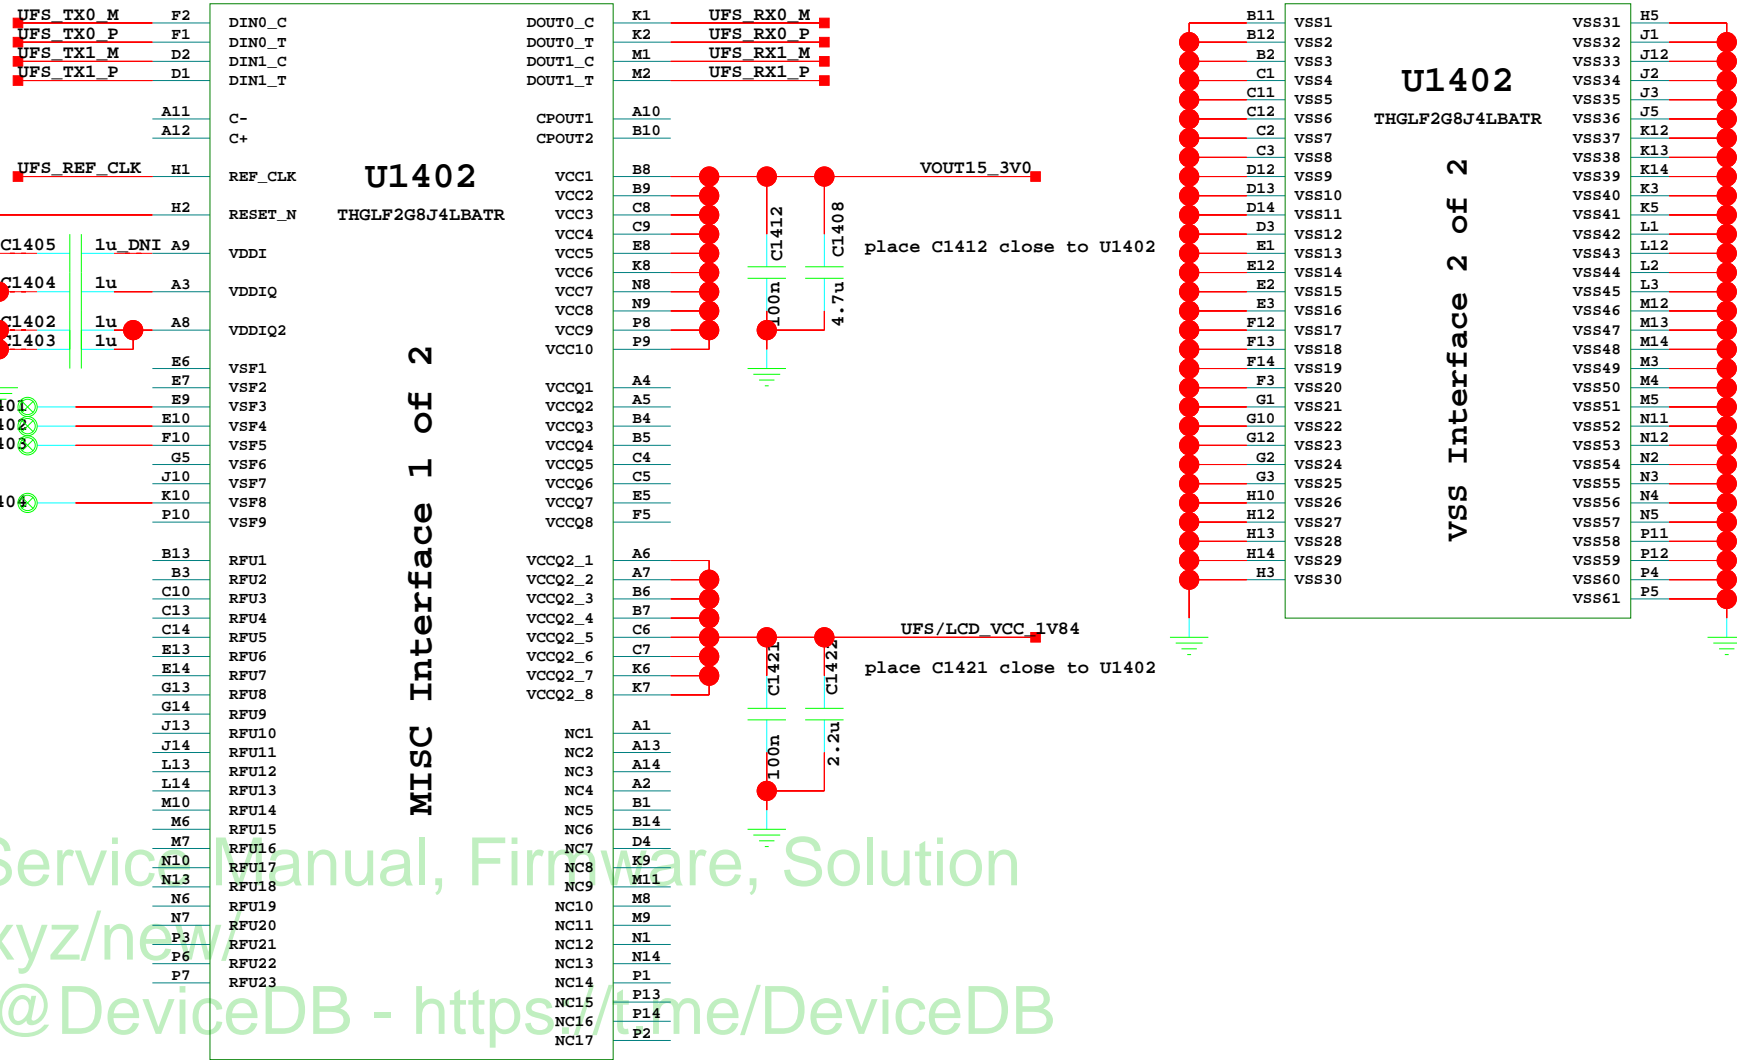 UFS_TX0_M F2 DIN0_C DOUT0_C K1 UFS_RX0_M
UFS_TX0_P F1 DIN0_T DOUT0_T K2 UFS_RX0_P
UFS_TX1_M D2 DIN1_C DOUT1_C M1 UFS_RX1_M
UFS_TX1_P D1 DIN1_T DOUT1_T M2 UFS_RX1_P
A11 C- CPOUT1 A10
A12 C+ CPOUT2 B10
UFS_REF_CLK H1 REF_CLK U1402 VCC1 B8 VOUT15_3V0
VCC2 B9
H2 RESET_N THGLF2G8J4LBATR VCC3 C8
VCC4 C9
C1405 1u_DNI A9 VDDI VCC5 E8
VCC6 K8
C1404 1u A3 VDDIQ VCC7 N8
VCC8 N9
C1402 1u A8 VDDIQ2 VCC9 P8
C1403 1u VCC10 P9
C1412 100n C1408 4.7u
place C1412 close to U1402
E6 VSF1
E7 VSF2 VCCQ1 A4
401 E9 VSF3 VCCQ2 A5
402 E10 VSF4 VCCQ3 B4
403 F10 VSF5 VCCQ4 B5
G5 VSF6 VCCQ5 C4
J10 VSF7 VCCQ6 C5
404 K10 VSF8 VCCQ7 E5
P10 VSF9 VCCQ8 F5
MISC Interface 1 of 2
B13 RFU1 VCCQ2_1 A6
B3 RFU2 VCCQ2_2 A7
C10 RFU3 VCCQ2_3 B6
C13 RFU4 VCCQ2_4 B7
C14 RFU5 VCCQ2_5 C6 UFS/LCD_VCC_1V84
E13 RFU6 VCCQ2_6 C7
E14 RFU7 VCCQ2_7 K6
G13 RFU8 VCCQ2_8 K7
C1421 100n C1422 2.2u
place C1421 close to U1402
G14 RFU9
J13 RFU10 NC1 A1
J14 RFU11 NC2 A13
L13 RFU12 NC3 A14
L14 RFU13 NC4 A2
M10 RFU14 NC5 B1
M6 RFU15 NC6 B14
M7 RFU16 NC7 D4
N10 RFU17 NC8 K9
N13 RFU18 NC9 M11
N6 RFU19 NC10 M8
N7 RFU20 NC11 M9
P3 RFU21 NC12 N1
P6 RFU22 NC13 N14
P7 RFU23 NC14 P1
NC15 P13
NC16 P14
NC17 P2
B11 VSS1 VSS31 H5
B12 VSS2 VSS32 J1
B2 VSS3 VSS33 J12
C1 VSS4 U1402 VSS34 J2
C11 VSS5 VSS35 J3
C12 VSS6 THGLF2G8J4LBATR VSS36 J5
C2 VSS7 VSS37 K12
C3 VSS8 VSS38 K13
D12 VSS9 VSS39 K14
D13 VSS10 VSS40 K3
D14 VSS11 VSS41 K5
D3 VSS12 VSS42 L1
E1 VSS13 VSS43 L12
E12 VSS14 VSS44 L2
E2 VSS15 VSS45 L3
E3 VSS16 VSS46 M12
F12 VSS17 VSS47 M13
F13 VSS18 VSS48 M14
F14 VSS19 VSS49 M3
F3 VSS20 VSS50 M4
G1 VSS21 VSS51 M5
G10 VSS22 VSS52 N11
G12 VSS23 VSS53 N12
G2 VSS24 VSS54 N2
G3 VSS25 VSS55 N3
H10 VSS26 VSS56 N4
H12 VSS27 VSS57 N5
H13 VSS28 VSS58 P11
H14 VSS29 VSS59 P12
H3 VSS30 VSS60 P4
VSS61 P5
VSS Interface 2 of 2
Service Manual, Firmware, Solution
xyz/new/
@DeviceDB - https://t.me/DeviceDB